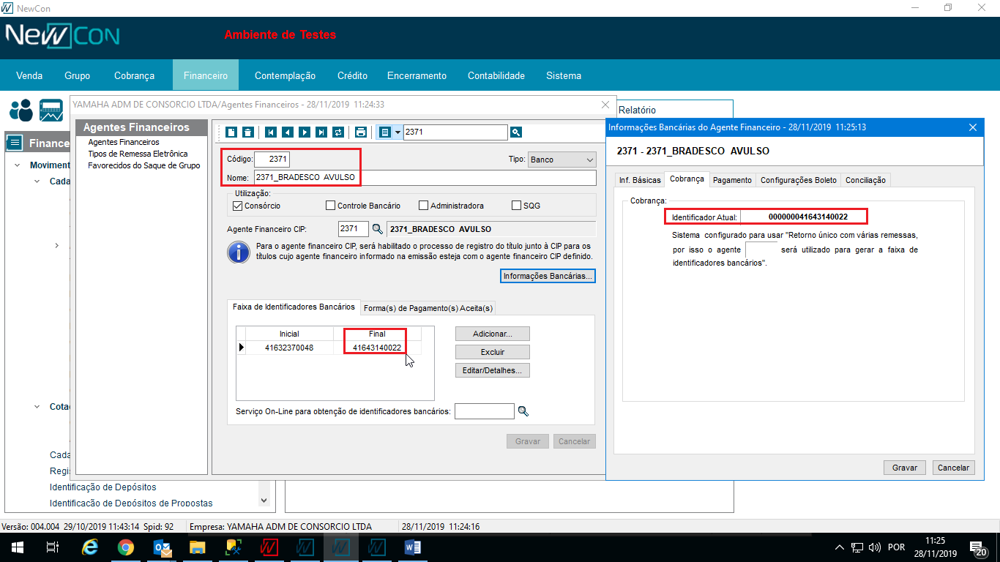 NewCon
NewCon
Ambiente de Testes
Venda
Grupo
Cobrança
Financeiro
Contemplação
Crédito
Encerramento
Contabilidade
Sistema
YAMAHA ADM DE CONSORCIO LTDA/Agentes Financeiros - 28/11/2019 11:24:33
Relatório
Finance
Moviment
Cada
Cota
Cada
Regis
Identificação de Depósitos
Identificação de Depósitos de Propostas
Agentes Financeiros
Agentes Financeiros
Tipos de Remessa Eletrônica
Favorecidos do Saque de Grupo
2371
Código: 2371
Tipo: Banco
Nome: 2371_BRADESCO AVULSO
Utilização:
Consórcio
Controle Bancário
Administradora
SQG
Agente Financeiro CIP: 2371 2371_BRADESCO AVULSO
Para o agente financeiro CIP, será habilitado o processo de registro do título junto à CIP para os
títulos cujo agente financeiro informado na emissão esteja com o agente financeiro CIP definido.
Informações Bancárias...
Faixa de Identificadores Bancários
Forma(s) de Pagamento(s) Aceita(s)
Inicial Final
41632370048 41643140022
Adicionar...
Excluir
Editar/Detalhes...
Serviço On-Line para obtenção de identificadores bancários:
Gravar
Cancelar
Informações Bancárias do Agente Financeiro - 28/11/2019 11:25:13
2371 - 2371_BRADESCO AVULSO
Inf. Básicas
Cobrança
Pagamento
Configurações Boleto
Conciliação
Cobrança:
Identificador Atual: 000000041643140022
Sistema configurado para usar "Retorno único com várias remessas,
por isso o agente será utilizado para gerar a faixa de
identificadores bancários".
Gravar
Cancelar
Versão: 004.004 29/10/2019 11:43:14 Spid: 92
Empresa: YAMAHA ADM DE CONSORCIO LTDA
28/11/2019 11:24:16
POR
11:25
28/11/2019
20